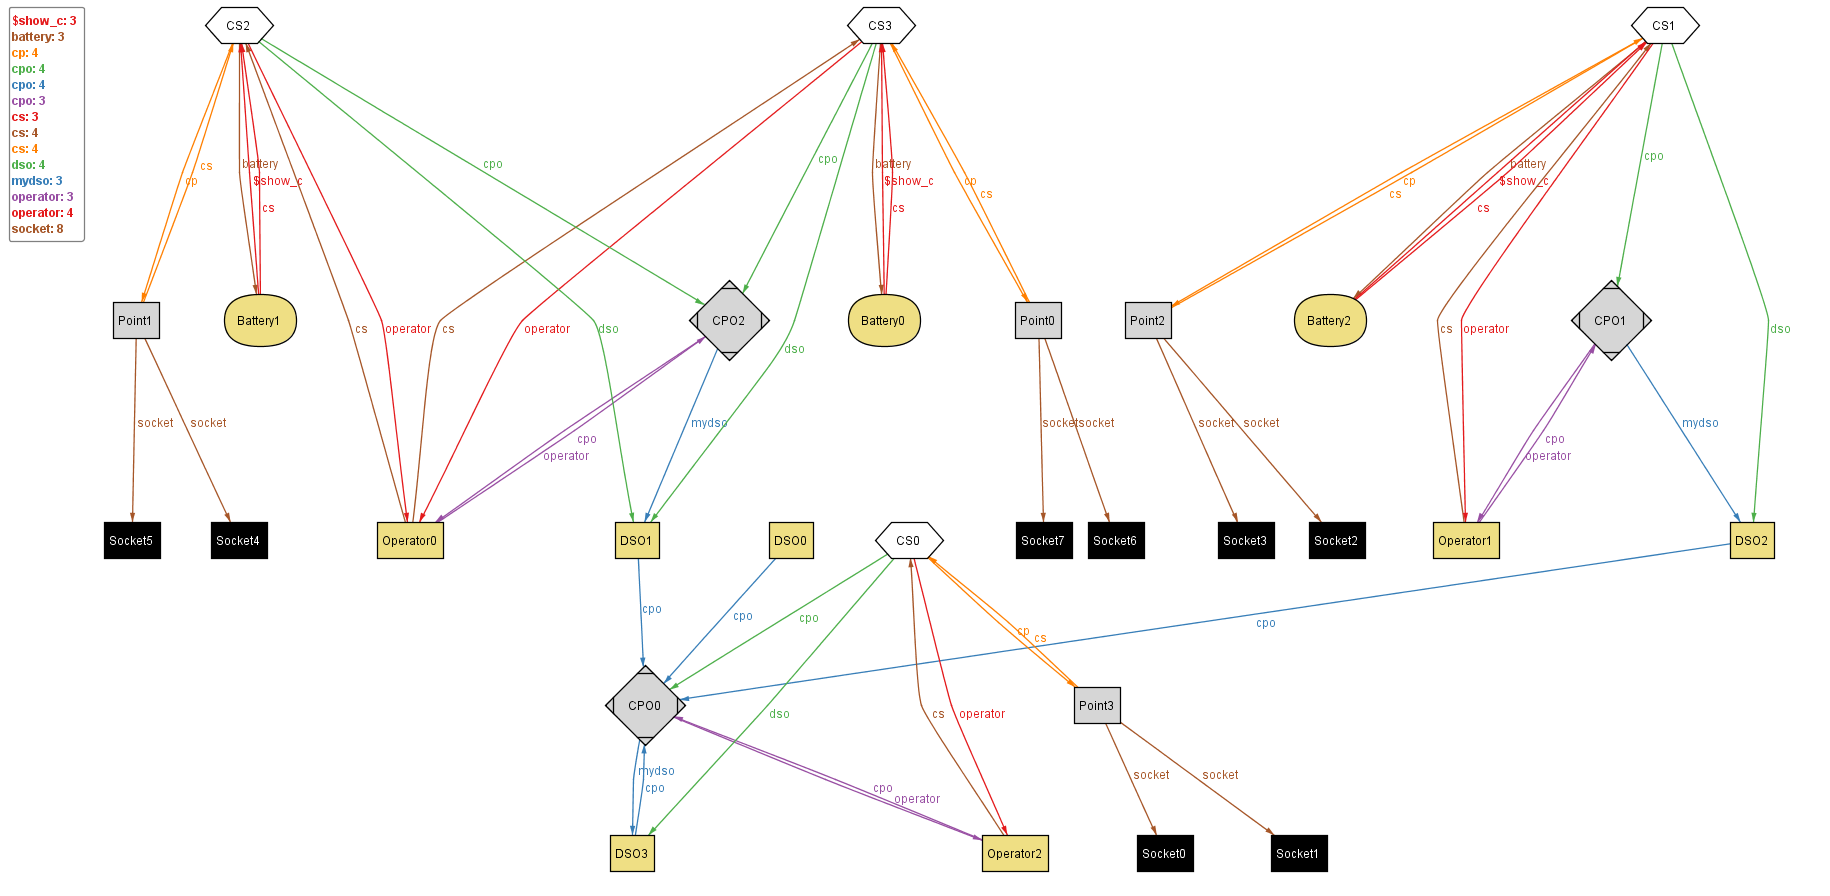 $show_c: 3
battery: 3
cp: 4
cpo: 4
cpo: 4
cpo: 3
cs: 3
cs: 4
cs: 4
dso: 4
mydso: 3
operator: 3
operator: 4
socket: 8
CS2
CS3
CS1
cs
battery
cpo
cpo
battery
cpo
battery
cp
$show_c
$show_c
cp
cs
$show_c
cp
cs
cs
cs
cs
Point1
Battery1
CPO2
Battery0
Point0
Point2
Battery2
CPO1
cs
operator
cs
operator
dso
cs
operator
dso
dso
socket
socket
mydso
socket
socket
socket
socket
mydso
cpo
operator
cpo
operator
Socket5
Socket4
Operator0
DSO1
DSO0
CS0
Socket7
Socket6
Socket3
Socket2
Operator1
DSO2
cpo
cpo
cpo
cpo
cp
cs
CPO0
Point3
dso
cs
operator
mydso
cpo
socket
socket
cpo
operator
DSO3
Operator2
Socket0
Socket1